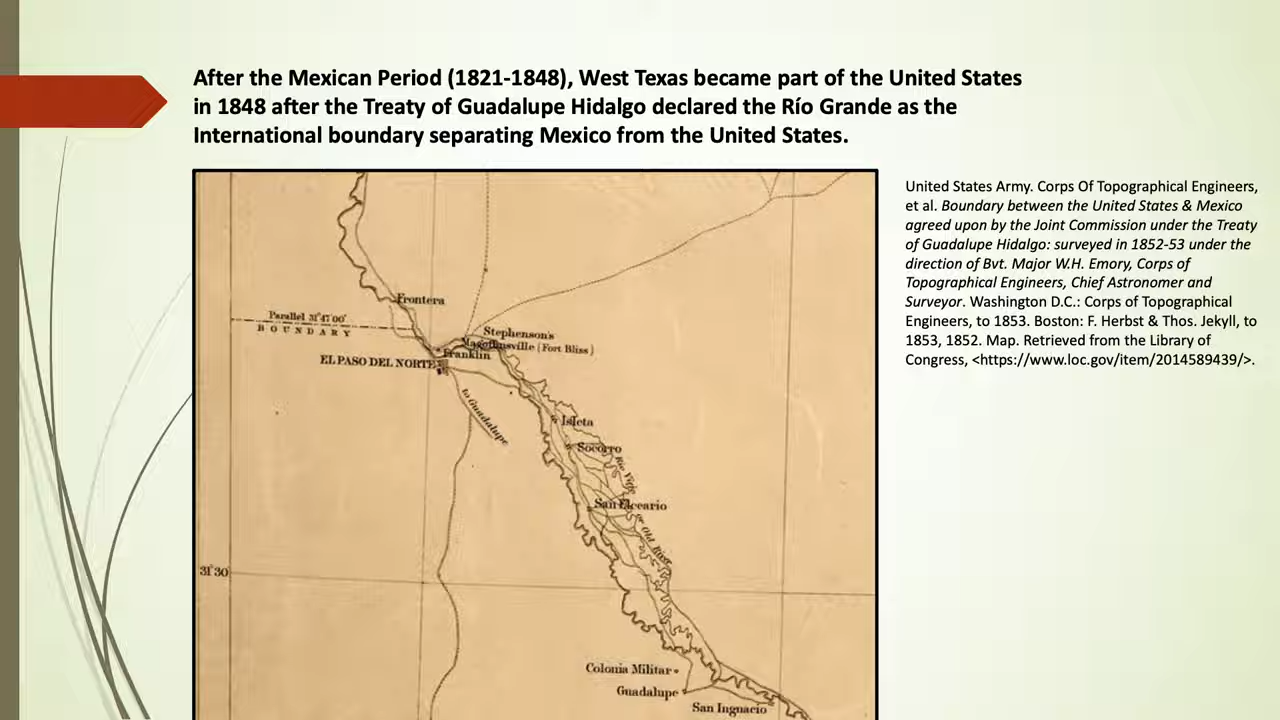 After the Mexican Period (1821-1848), West Texas became part of the United States
in 1848 after the Treaty of Guadalupe Hidalgo declared the Río Grande as the
International boundary separating Mexico from the United States.
United States Army. Corps Of Topographical Engineers,
et al. Boundary between the United States & Mexico
agreed upon by the Joint Commission under the Treaty
of Guadalupe Hidalgo: surveyed in 1852-53 under the
direction of Bvt. Major W.H. Emory, Corps of
Topographical Engineers, Chief Astronomer and
Surveyor. Washington D.C.: Corps of Topographical
Engineers, to 1853. Boston: F. Herbst & Thos. Jekyll, to
1853, 1852. Map. Retrieved from the Library of
Congress, <https://www.loc.gov/item/2014589439/>.
Frontera
Parallel 31°47'00"
BOUNDARY
Stephenson's
Magoffinsville (Fort Bliss)
Franklin
EL PASO DEL NORTE
to Guadalupe
Isleta
Socorro
Rio Viejo
San Elceario
or Old River
31°30'
Colonia Militar
Guadalupe
San Ingnacio